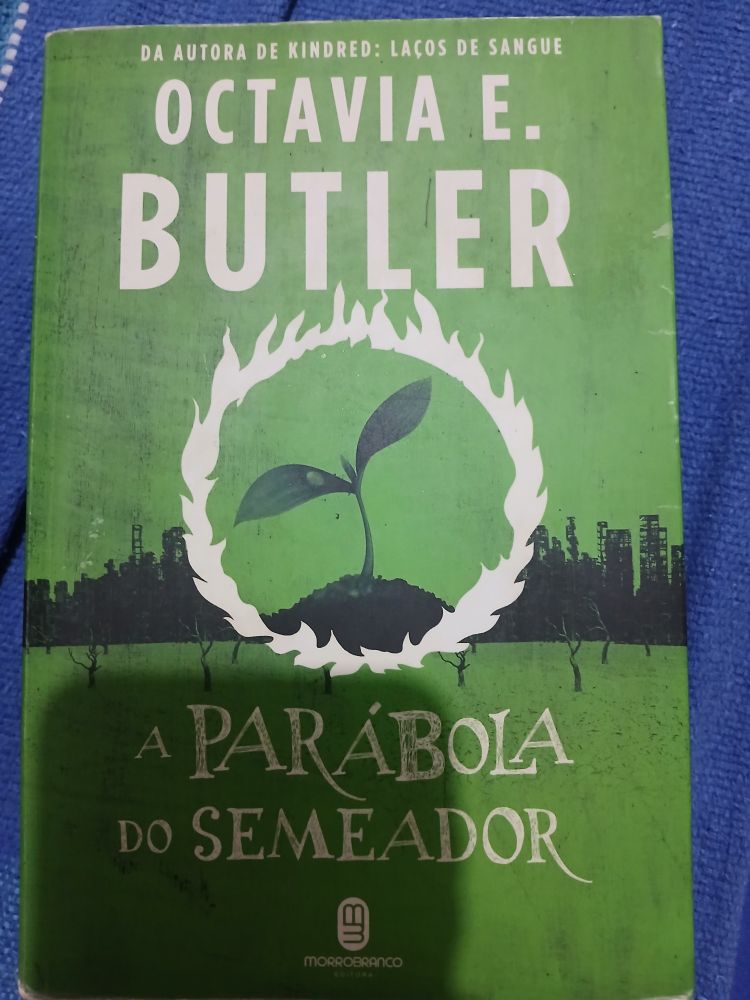 DA AUTORA DE KINDRED: LAÇOS DE SANGUE
OCTAVIA E.
BUTLER
A PARÁBOLA
DO SEMEADOR
MORROBRANCO
EDITORA